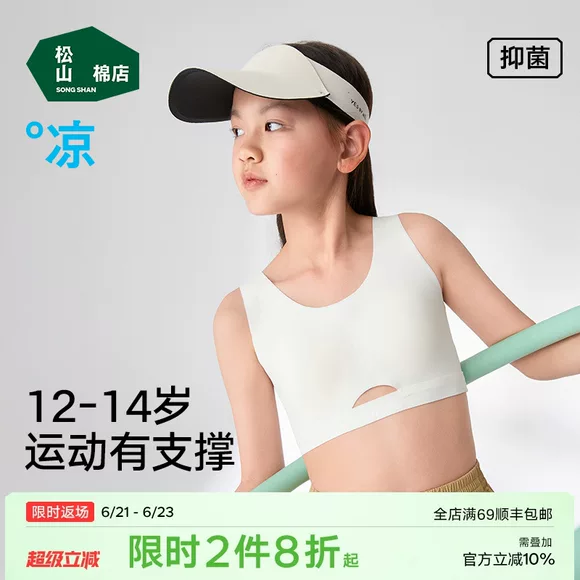 松山棉店
SONG SHAN
抑菌
°凉
12-14岁
运动有支撑
限时返场 6/21 - 6/23
全店满69顺丰包邮
超级立减
限时2件8折起
需叠加
官方立减10%